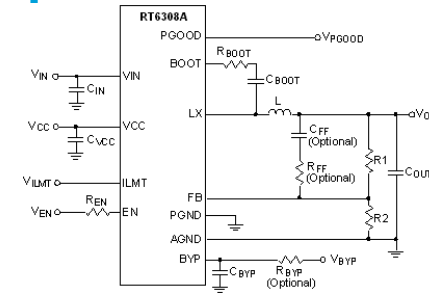 RT6308A
PGOOD
VPGOOD
BOOT
RBOOT
CBOOT
VIN
VIN
CIN
LX
L
VCC
VCC
CVCC
CFF
(Optional)
RFF
(Optional)
R1
COUT
VILMT
ILMT
REN
VEN
EN
FB
PGND
R2
AGND
BYP
CBYP
RBYP
(Optional)
VBYP